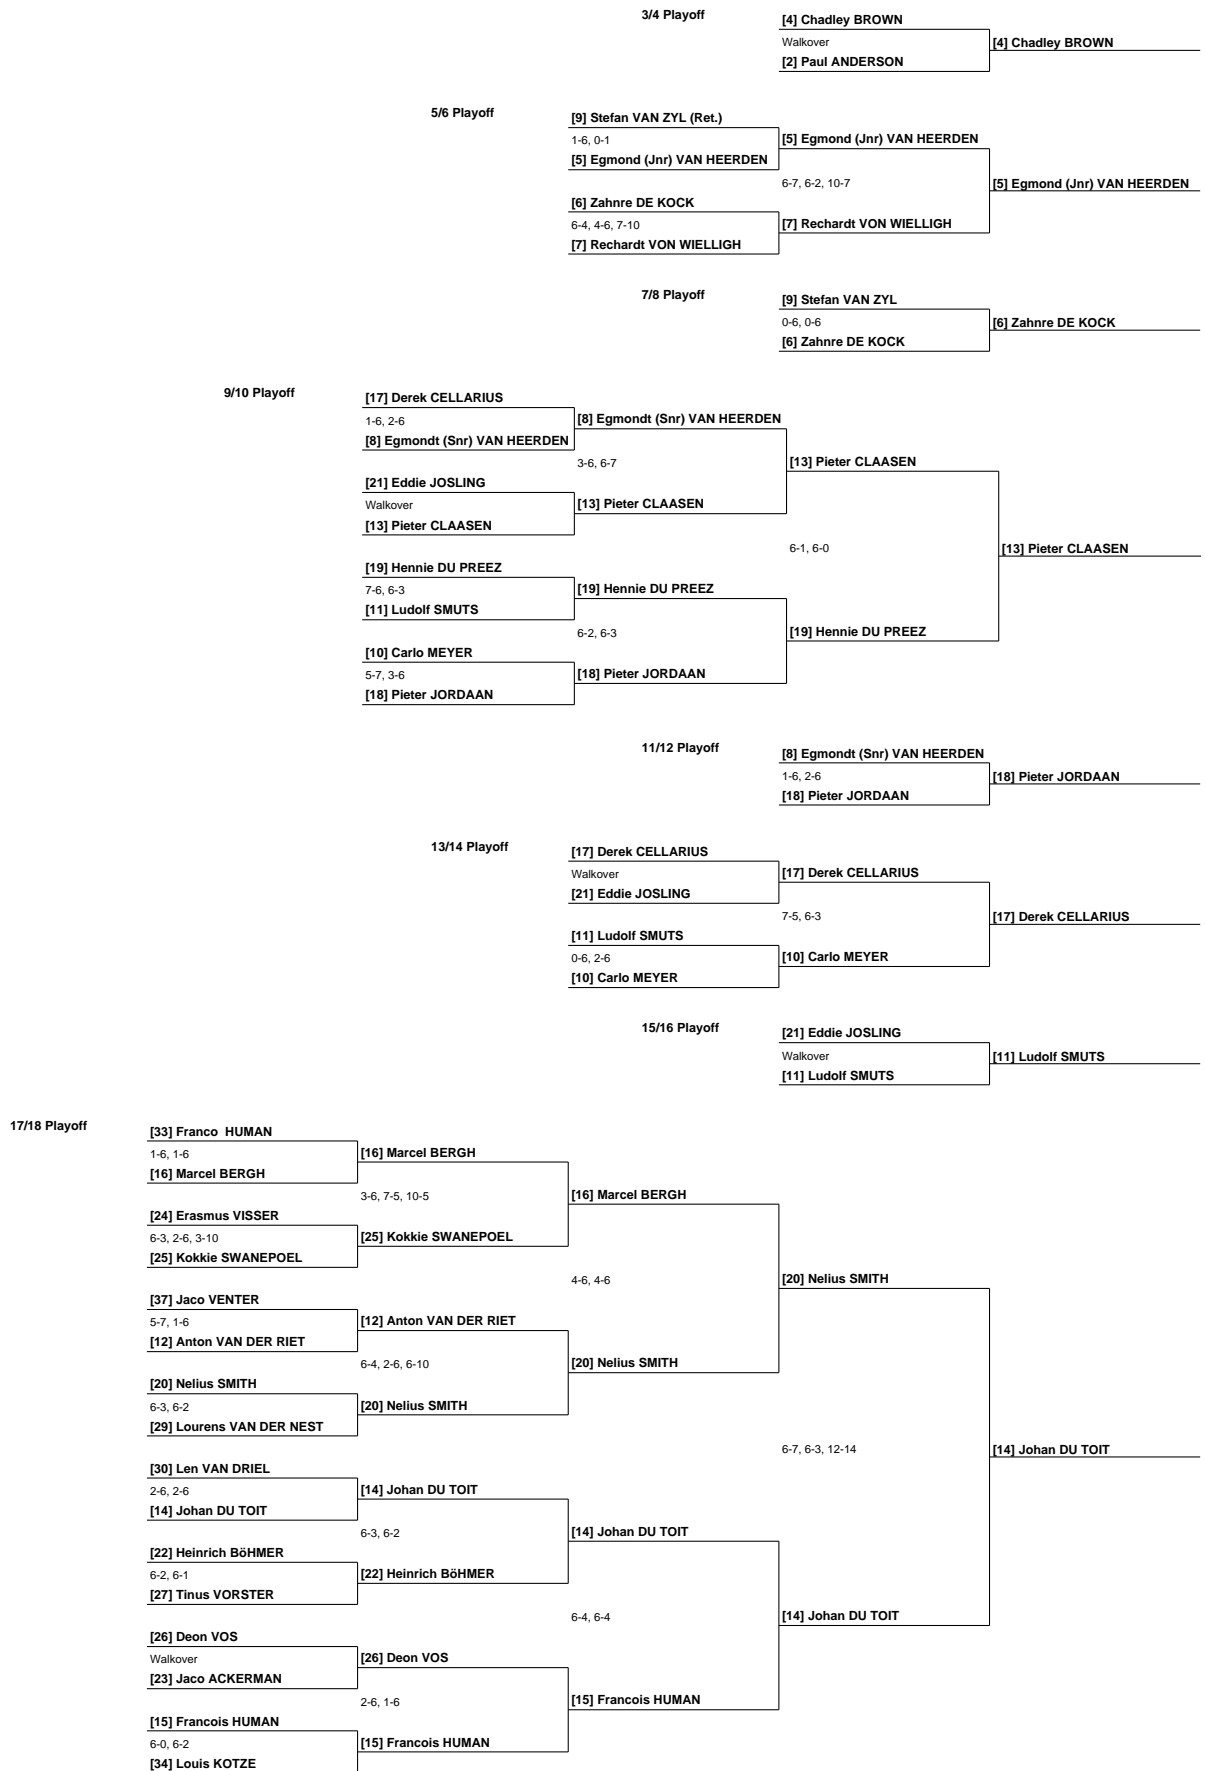 3/4 Playoff
[4] Chadley BROWN
Walkover
[4] Chadley BROWN
[2] Paul ANDERSON
5/6 Playoff
[9] Stefan VAN ZYL (Ret.)
1-6, 0-1
[5] Egmond (Jnr) VAN HEERDEN
[5] Egmond (Jnr) VAN HEERDEN
6-7, 6-2, 10-7
[5] Egmond (Jnr) VAN HEERDEN
[6] Zahnre DE KOCK
6-4, 4-6, 7-10
[7] Rechardt VON WIELLIGH
[7] Rechardt VON WIELLIGH
7/8 Playoff
[9] Stefan VAN ZYL
0-6, 0-6
[6] Zahnre DE KOCK
[6] Zahnre DE KOCK
9/10 Playoff
[17] Derek CELLARIUS
1-6, 2-6
[8] Egmondt (Snr) VAN HEERDEN
[8] Egmondt (Snr) VAN HEERDEN
3-6, 6-7
[13] Pieter CLAASEN
[21] Eddie JOSLING
Walkover
[13] Pieter CLAASEN
[13] Pieter CLAASEN
6-1, 6-0
[13] Pieter CLAASEN
[19] Hennie DU PREEZ
7-6, 6-3
[19] Hennie DU PREEZ
[11] Ludolf SMUTS
6-2, 6-3
[19] Hennie DU PREEZ
[10] Carlo MEYER
5-7, 3-6
[18] Pieter JORDAAN
[18] Pieter JORDAAN
11/12 Playoff
[8] Egmondt (Snr) VAN HEERDEN
1-6, 2-6
[18] Pieter JORDAAN
[18] Pieter JORDAAN
13/14 Playoff
[17] Derek CELLARIUS
Walkover
[17] Derek CELLARIUS
[21] Eddie JOSLING
7-5, 6-3
[17] Derek CELLARIUS
[11] Ludolf SMUTS
0-6, 2-6
[10] Carlo MEYER
[10] Carlo MEYER
15/16 Playoff
[21] Eddie JOSLING
Walkover
[11] Ludolf SMUTS
[11] Ludolf SMUTS
17/18 Playoff
[33] Franco  HUMAN
1-6, 1-6
[16] Marcel BERGH
[16] Marcel BERGH
3-6, 7-5, 10-5
[16] Marcel BERGH
[24] Erasmus VISSER
6-3, 2-6, 3-10
[25] Kokkie SWANEPOEL
[25] Kokkie SWANEPOEL
4-6, 4-6
[20] Nelius SMITH
[37] Jaco VENTER
5-7, 1-6
[12] Anton VAN DER RIET
[12] Anton VAN DER RIET
6-4, 2-6, 6-10
[20] Nelius SMITH
[20] Nelius SMITH
6-3, 6-2
[20] Nelius SMITH
[29] Lourens VAN DER NEST
6-7, 6-3, 12-14
[14] Johan DU TOIT
[30] Len VAN DRIEL
2-6, 2-6
[14] Johan DU TOIT
[14] Johan DU TOIT
6-3, 6-2
[14] Johan DU TOIT
[22] Heinrich BöHMER
6-2, 6-1
[22] Heinrich BöHMER
[27] Tinus VORSTER
6-4, 6-4
[14] Johan DU TOIT
[26] Deon VOS
Walkover
[26] Deon VOS
[23] Jaco ACKERMAN
2-6, 1-6
[15] Francois HUMAN
[15] Francois HUMAN
6-0, 6-2
[15] Francois HUMAN
[34] Louis KOTZE